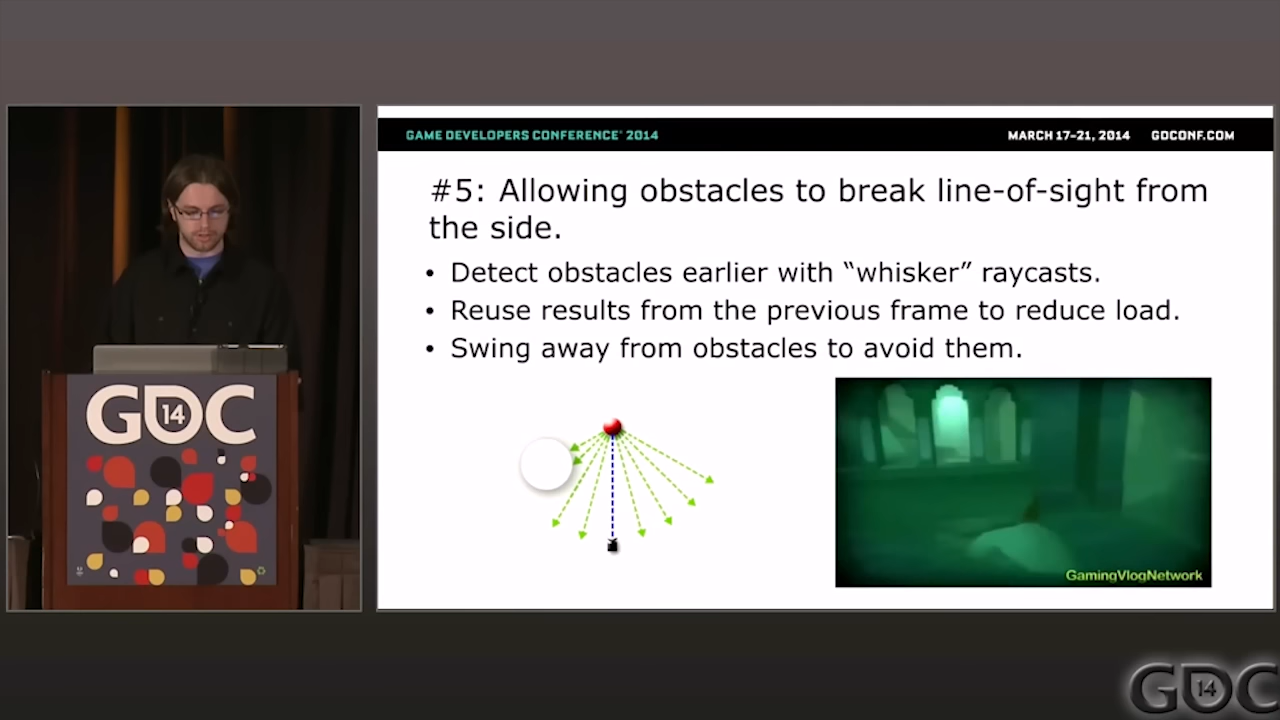 GAME DEVELOPERS CONFERENCE® 2014
MARCH 17–21, 2014 GDCONF.COM
#5: Allowing obstacles to break line-of-sight from
the side.
• Detect obstacles earlier with “whisker” raycasts.
• Reuse results from the previous frame to reduce load.
• Swing away from obstacles to avoid them.
GamingVlogNetwork
GDC
14
GDC
14